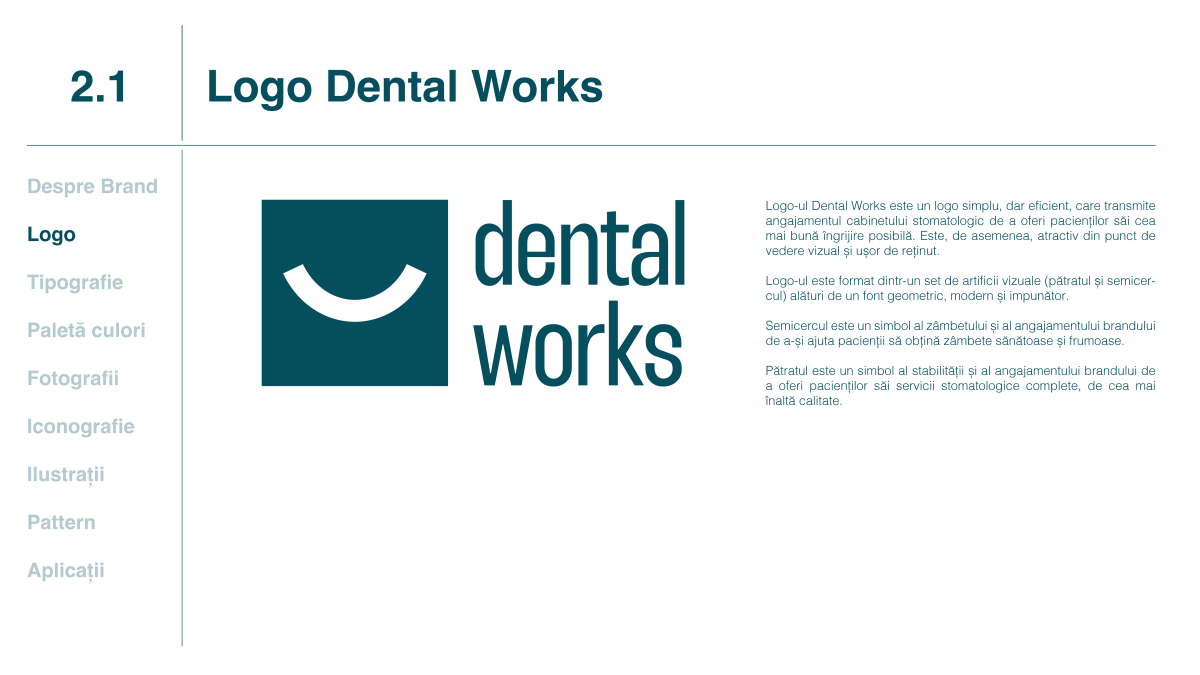 2.1
Logo Dental Works
Despre Brand
Logo
Tipografie
Paletă culori
Fotografii
Iconografie
Ilustrații
Pattern
Aplicații
dental
works
Logo-ul Dental Works este un logo simplu, dar eficient, care transmite
angajamentul cabinetului stomatologic de a oferi pacienților săi cea
mai bună îngrijire posibilă. Este, de asemenea, atractiv din punct de
vedere vizual și ușor de reținut.
Logo-ul este format dintr-un set de artificii vizuale (pătratul și semicer-
cul) alături de un font geometric, modern și impunător.
Semicercul este un simbol al zâmbetului și al angajamentului brandului
de a-și ajuta pacienții să obțină zâmbete sănătoase și frumoase.
Pătratul este un simbol al stabilității și al angajamentului brandului de
a oferi pacienților săi servicii stomatologice complete, de cea mai
înaltă calitate.